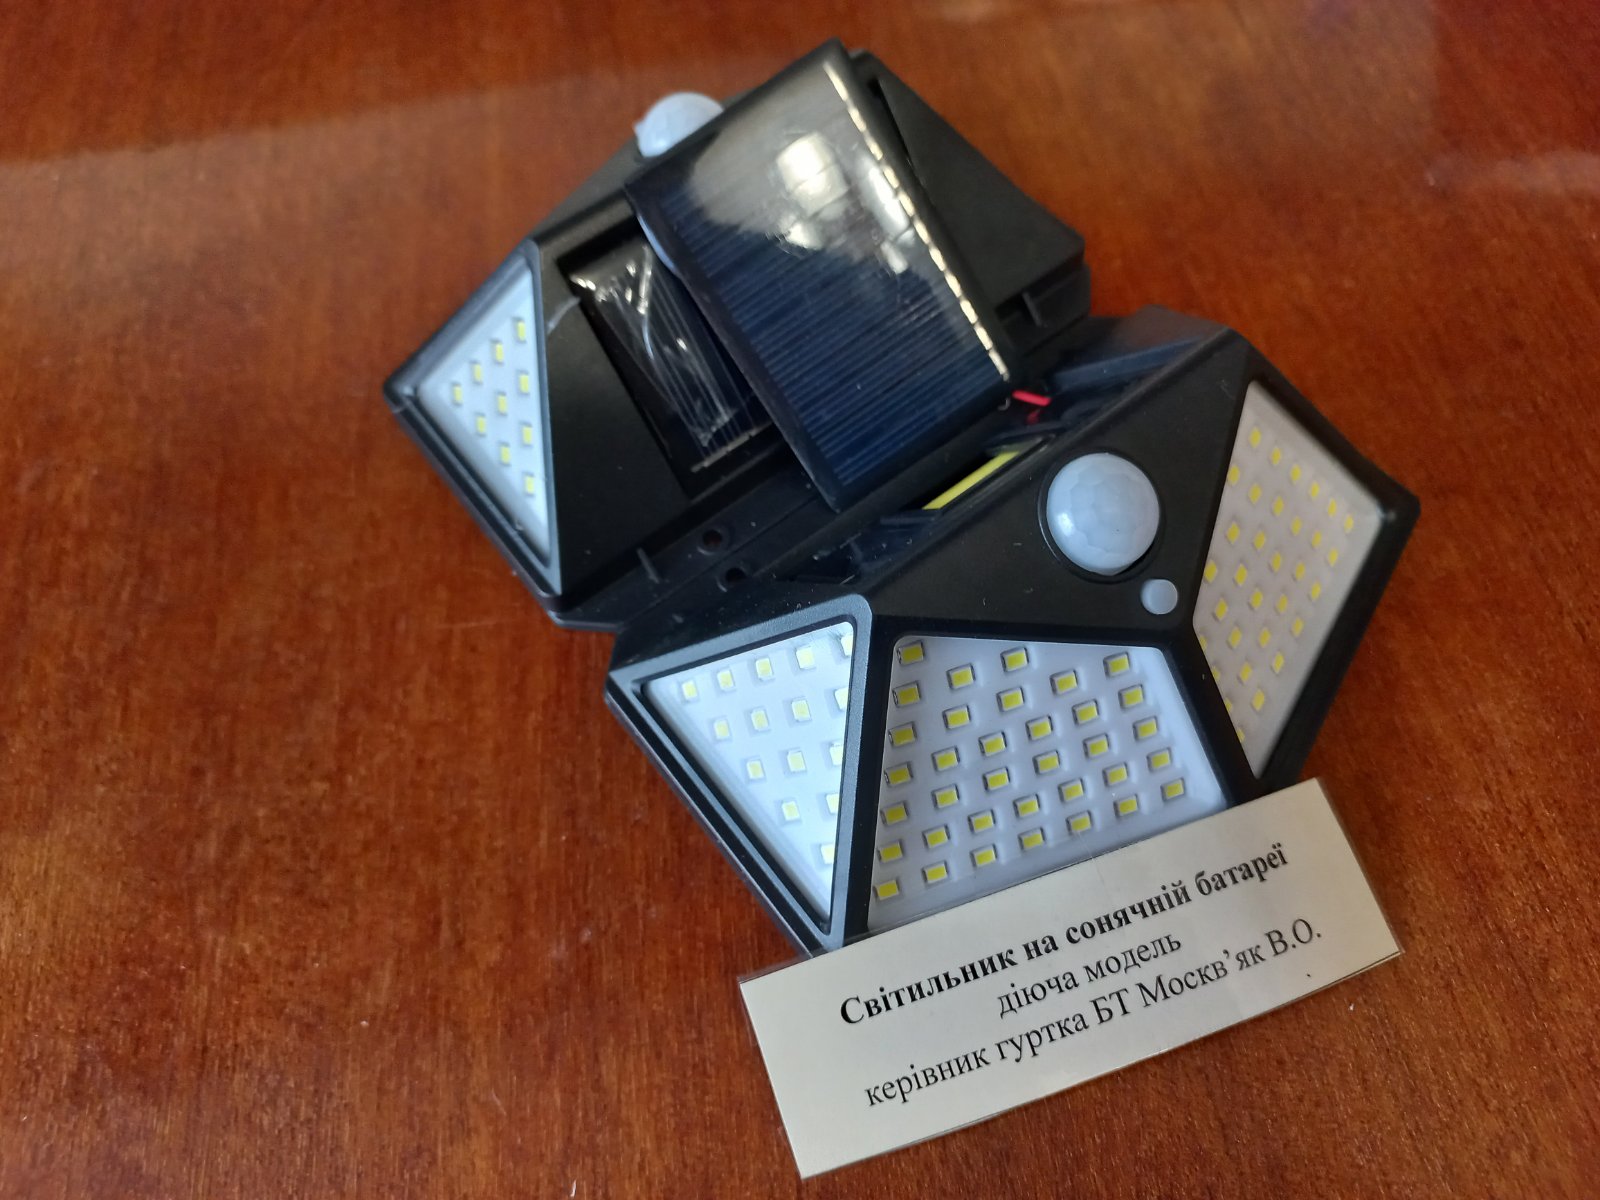 Світильник на сонячній батареї
діюча модель
керівник гуртка БТ Москв’як В.О.